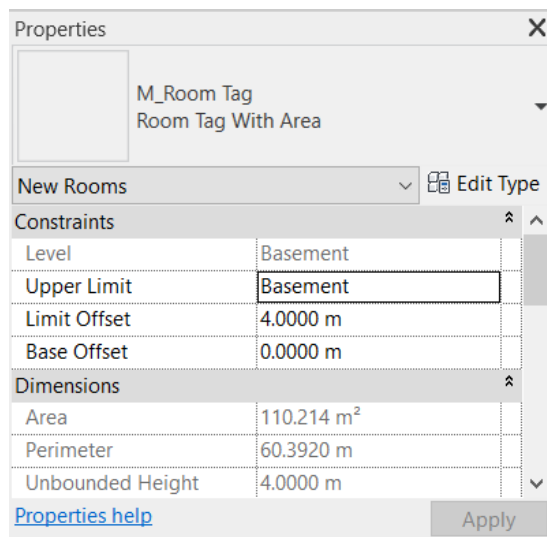 Properties
M_Room Tag
Room Tag With Area
New Rooms Edit Type
Constraints
Level Basement
Upper Limit Basement
Limit Offset 4.0000 m
Base Offset 0.0000 m
Dimensions
Area 110.214 m²
Perimeter 60.3920 m
Unbounded Height 4.0000 m
Properties help Apply